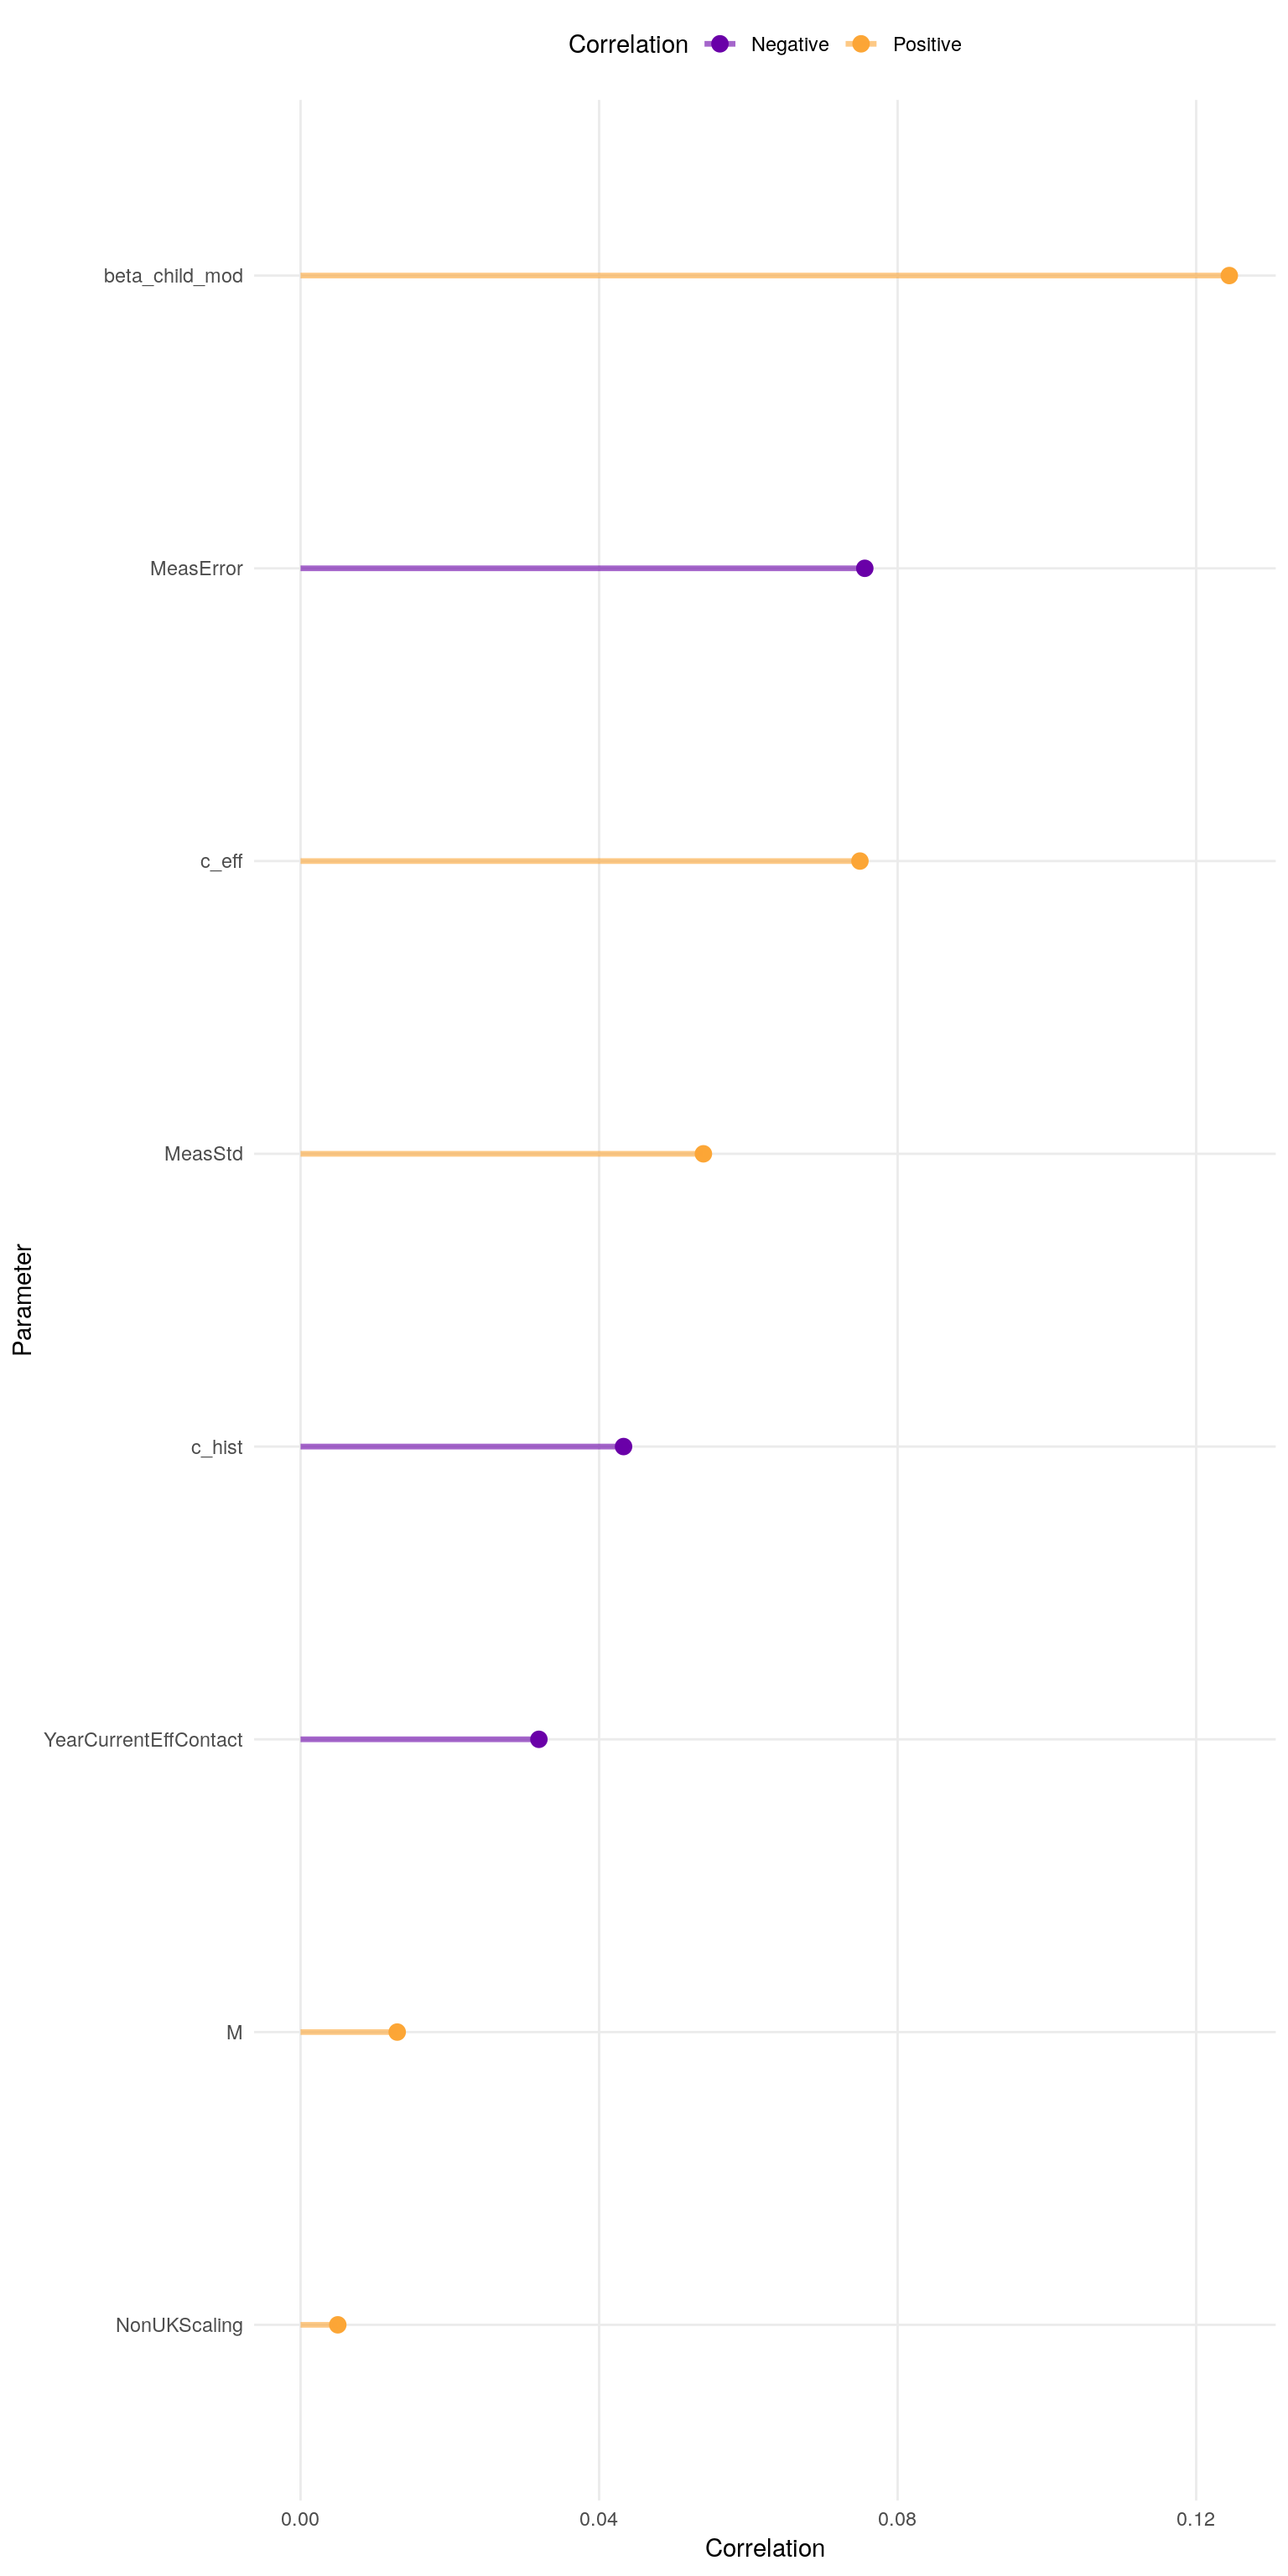 Correlation Negative Positive
beta_child_mod
MeasError
c_eff
MeasStd
Parameter
c_hist
YearCurrentEffContact
M
NonUKScaling
0.00 0.04 0.08 0.12
Correlation